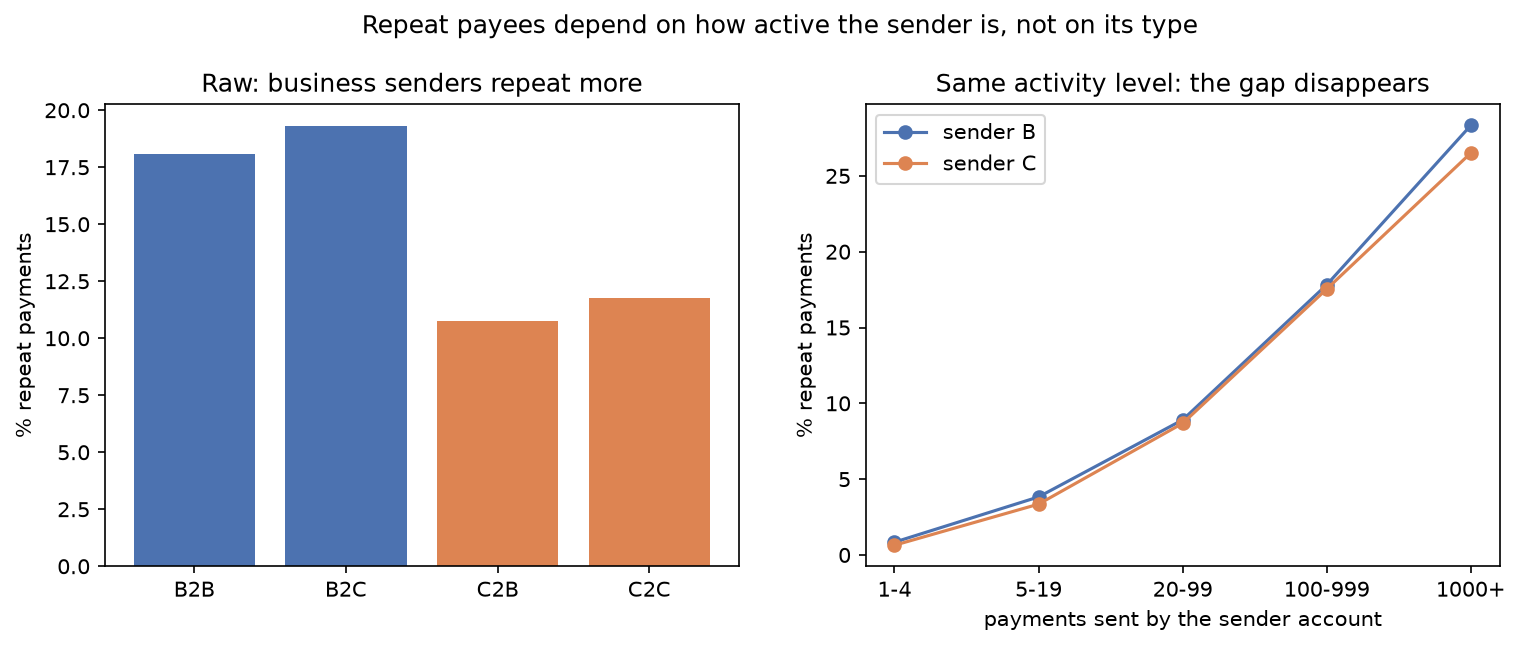 Repeat payees depend on how active the sender is, not on its type
Raw: business senders repeat more
% repeat payments
20.0
17.5
15.0
12.5
10.0
7.5
5.0
2.5
0.0
B2B B2C C2B C2C
Same activity level: the gap disappears
sender B
sender C
% repeat payments
25
20
15
10
5
0
1-4 5-19 20-99 100-999 1000+
payments sent by the sender account